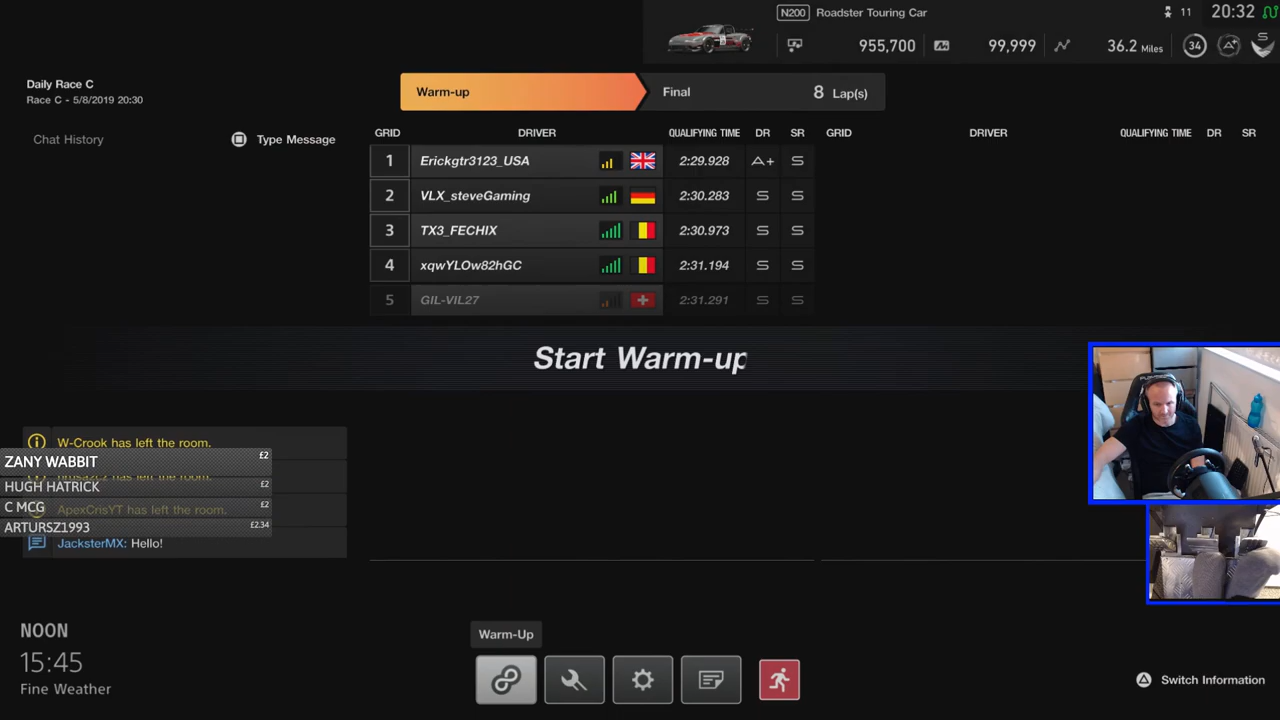 N200 Roadster Touring Car
11 20:32
955,700 99,999 36.2 Miles 34 A+ S
Daily Race C
Race C - 5/8/2019 20:30
Warm-up Final 8 Lap(s)
Chat History Type Message
GRID DRIVER QUALIFYING TIME DR SR GRID DRIVER QUALIFYING TIME DR SR
1 Erickgtr3123_USA 2:29.928 A+ S
2 VLX_steveGaming 2:30.283 S S
3 TX3_FECHIX 2:30.973 S S
4 xqwYLOw82hGC 2:31.194 S S
5 GIL-VIL27 2:31.291 S S
Start Warm-up
W-Crook has left the room.
ZANY WABBIT £2
has left the room.
HUGH HATRICK £2
C MCG £2
ApexCrisYT has left the room.
ARTURSZ1993 £2.34
JacksterMX: Hello!
NOON
15:45
Fine Weather
Warm-Up
Switch Information